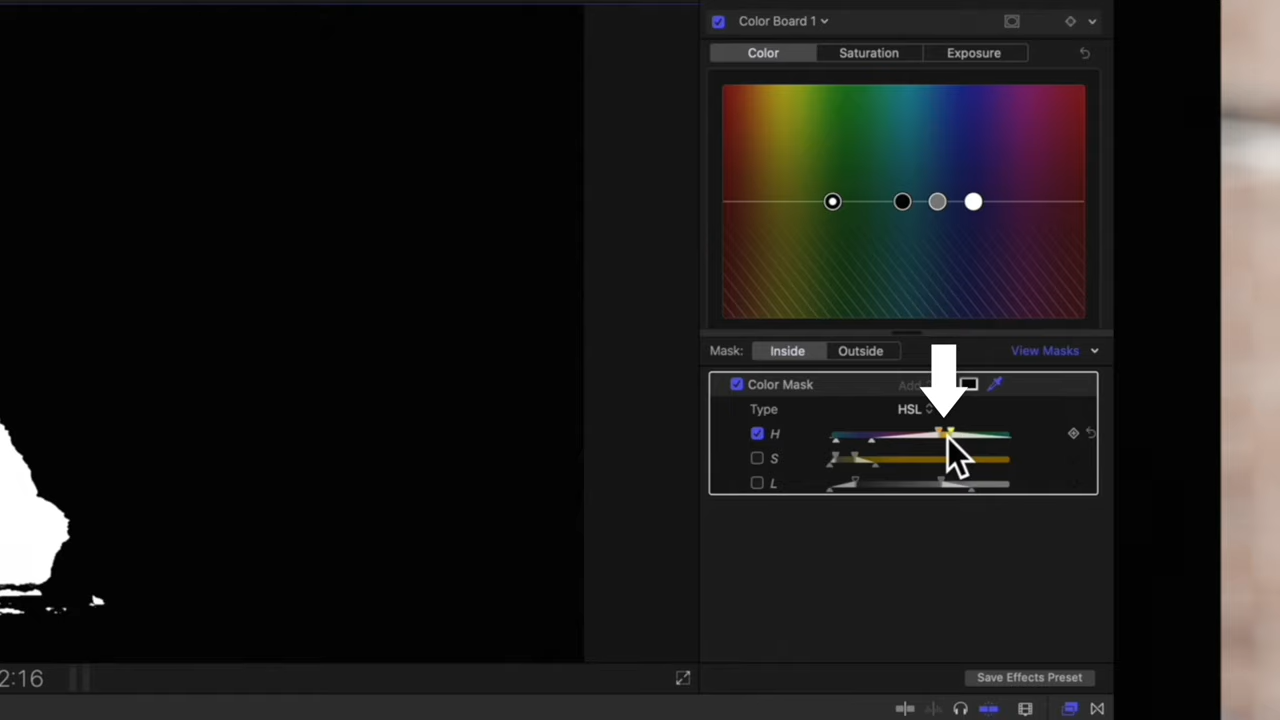 Color Board 1
Color Saturation Exposure
Mask: Inside Outside View Masks
Color Mask Add
Type HSL
H
S
L
2:16
Save Effects Preset